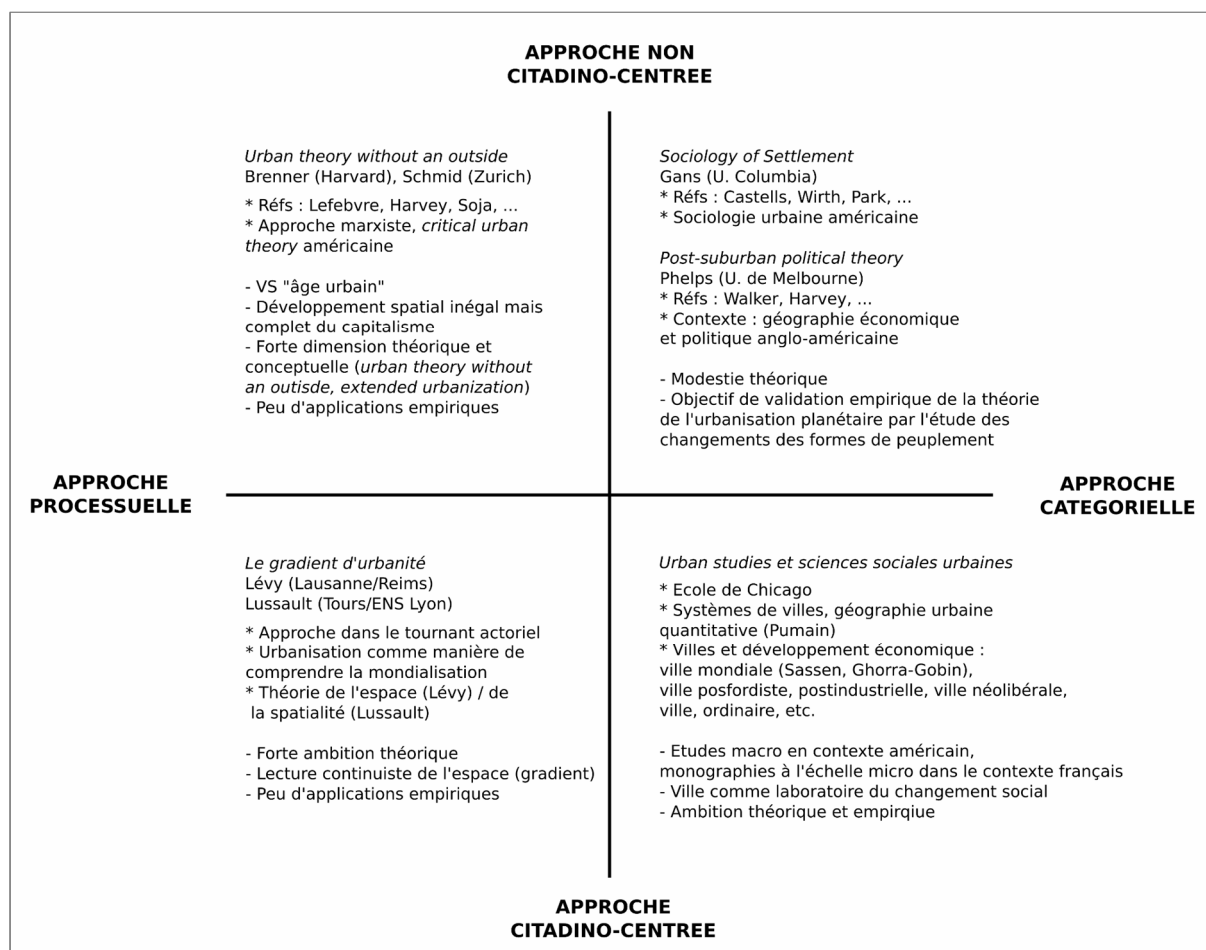 APPROCHE NON
CITADINO-CENTREE
Urban theory without an outside
Brenner (Harvard), Schmid (Zurich)
* Réfs : Lefebvre, Harvey, Soja, ...
* Approche marxiste, critical urban
theory américaine
- VS "âge urbain"
- Développement spatial inégal mais
complet du capitalisme
- Forte dimension théorique et
conceptuelle (urban theory without
an outisde, extended urbanization)
- Peu d'applications empiriques
Sociology of Settlement
Gans (U. Columbia)
* Réfs : Castells, Wirth, Park, ...
* Sociologie urbaine américaine
Post-suburban political theory
Phelps (U. de Melbourne)
* Réfs : Walker, Harvey, ...
* Contexte : géographie économique
et politique anglo-américaine
- Modestie théorique
- Objectif de validation empirique de la théorie
de l'urbanisation planétaire par l'étude des
changements des formes de peuplement
APPROCHE
PROCESSUELLE
APPROCHE
CATEGORIELLE
Le gradient d'urbanité
Lévy (Lausanne/Reims)
Lussault (Tours/ENS Lyon)
* Approche dans le tournant actoriel
* Urbanisation comme manière de
comprendre la mondialisation
* Théorie de l'espace (Lévy) / de
la spatialité (Lussault)
- Forte ambition théorique
- Lecture continuiste de l'espace (gradient)
- Peu d'applications empiriques
Urban studies et sciences sociales urbaines
* Ecole de Chicago
* Systèmes de villes, géographie urbaine
quantitative (Pumain)
* Villes et développement économique :
ville mondiale (Sassen, Ghorra-Gobin),
ville posfordiste, postindustrielle, ville néolibérale,
ville, ordinaire, etc.
- Etudes macro en contexte américain,
monographies à l'échelle micro dans le contexte français
- Ville comme laboratoire du changement social
- Ambition théorique et empirqiue
APPROCHE
CITADINO-CENTREE